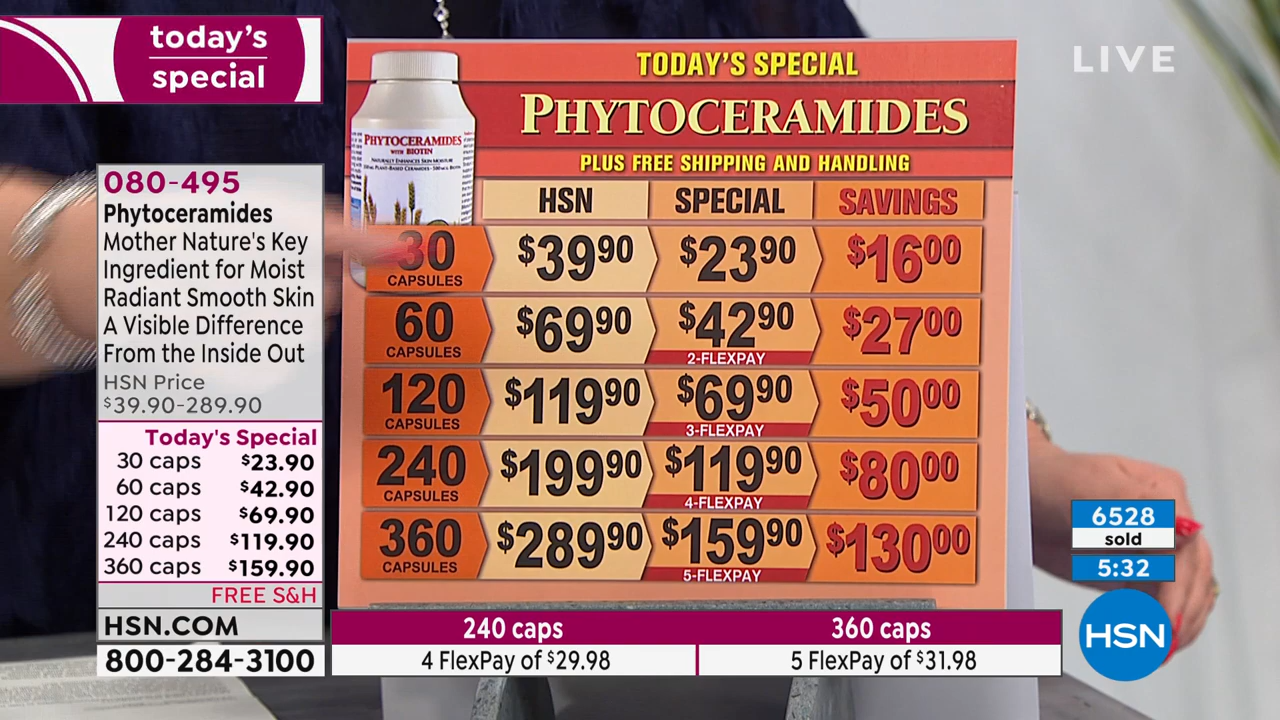 today's
special
LIVE
080-495
Phytoceramides
Mother Nature's Key
Ingredient for Moist
Radiant Smooth Skin
A Visible Difference
From the Inside Out
HSN Price
$39.90-289.90
Today's Special
30 caps $23.90
60 caps $42.90
120 caps $69.90
240 caps $119.90
360 caps $159.90
FREE S&H
HSN.COM
800-284-3100
TODAY'S SPECIAL
PHYTOCERAMIDES
PLUS FREE SHIPPING AND HANDLING
PHYTOCERAMIDES
WITH BIOTIN
NATURALLY ENHANCES SKIN MOISTURE
HSN SPECIAL SAVINGS
30 CAPSULES $39.90 $23.90 $16.00
60 CAPSULES $69.90 $42.90 $27.00
2-FLEXPAY
120 CAPSULES $119.90 $69.90 $50.00
3-FLEXPAY
240 CAPSULES $199.90 $119.90 $80.00
4-FLEXPAY
360 CAPSULES $289.90 $159.90 $130.00
5-FLEXPAY
6528
sold
5:32
HSN
240 caps 360 caps
4 FlexPay of $29.98 5 FlexPay of $31.98